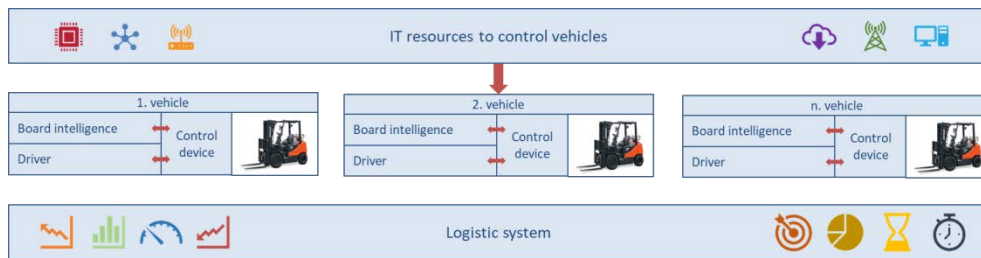 IT resources to control vehicles
1. vehicle
Board intelligence
Driver
Control
device
2. vehicle
Board intelligence
Driver
Control
device
n. vehicle
Board intelligence
Driver
Control
device
Logistic system